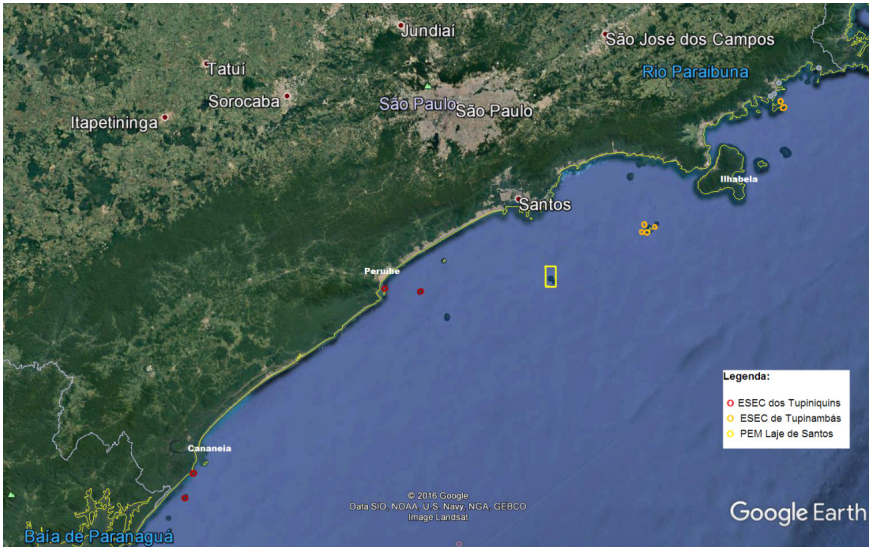 Jundiaí
São José dos Campos
Tatuí
Rio Paraibuna
Sorocaba
São Paulo
São Paulo
Itapetininga
Ilhabela
Santos
Peruíbe
Legenda:
ESEC dos Tupiniquins
ESEC de Tupinambás
PEM Laje de Santos
Cananeia
© 2016 Google
Data SIO, NOAA, U.S. Navy, NGA, GEBCO
Image Landsat
Google Earth
Baía de Paranaguá